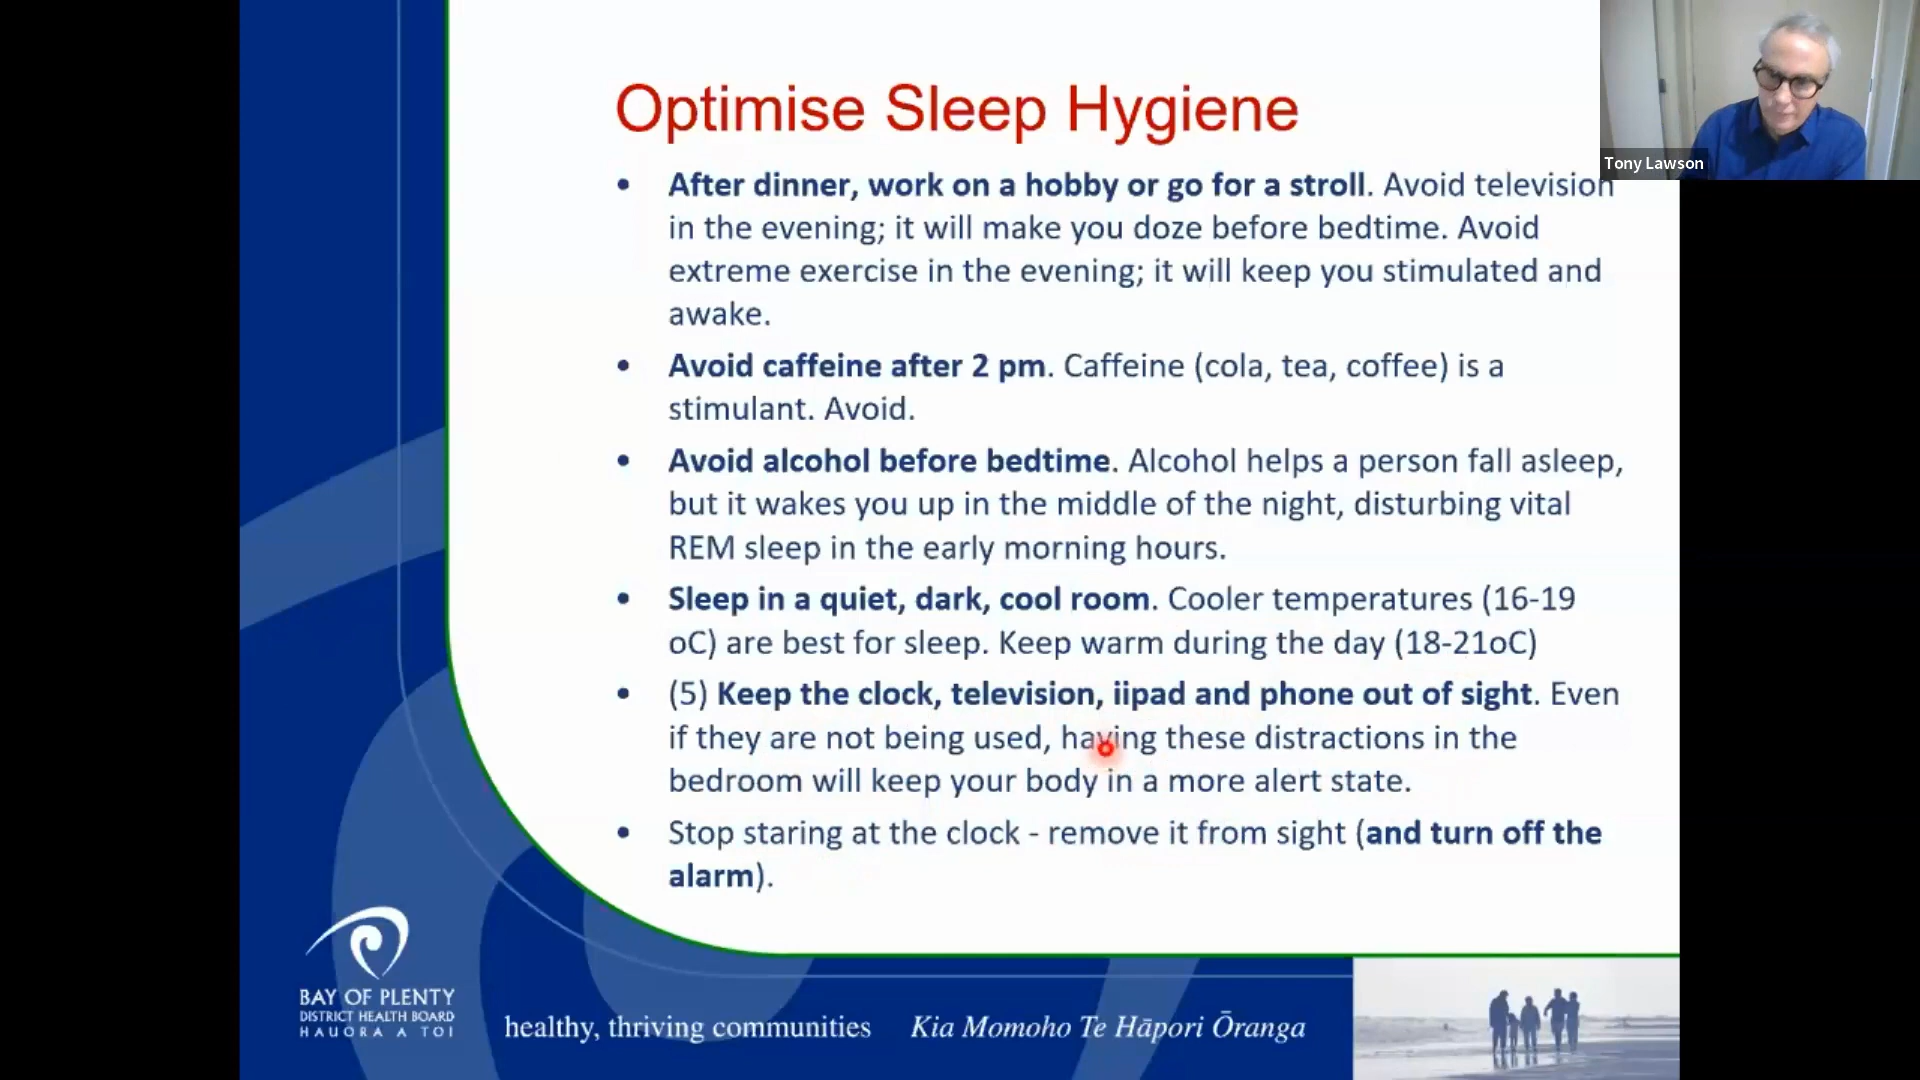 Optimise Sleep Hygiene
Tony Lawson
• After dinner, work on a hobby or go for a stroll. Avoid television
in the evening; it will make you doze before bedtime. Avoid
extreme exercise in the evening; it will keep you stimulated and
awake.
• Avoid caffeine after 2 pm. Caffeine (cola, tea, coffee) is a
stimulant. Avoid.
• Avoid alcohol before bedtime. Alcohol helps a person fall asleep,
but it wakes you up in the middle of the night, disturbing vital
REM sleep in the early morning hours.
• Sleep in a quiet, dark, cool room. Cooler temperatures (16-19
oC) are best for sleep. Keep warm during the day (18-21oC)
• (5) Keep the clock, television, iipad and phone out of sight. Even
if they are not being used, having these distractions in the
bedroom will keep your body in a more alert state.
• Stop staring at the clock - remove it from sight (and turn off the
alarm).
BAY OF PLENTY
DISTRICT HEALTH BOARD
HAUORA A TOI
healthy, thriving communities Kia Momoho Te Hāpori Ōranga